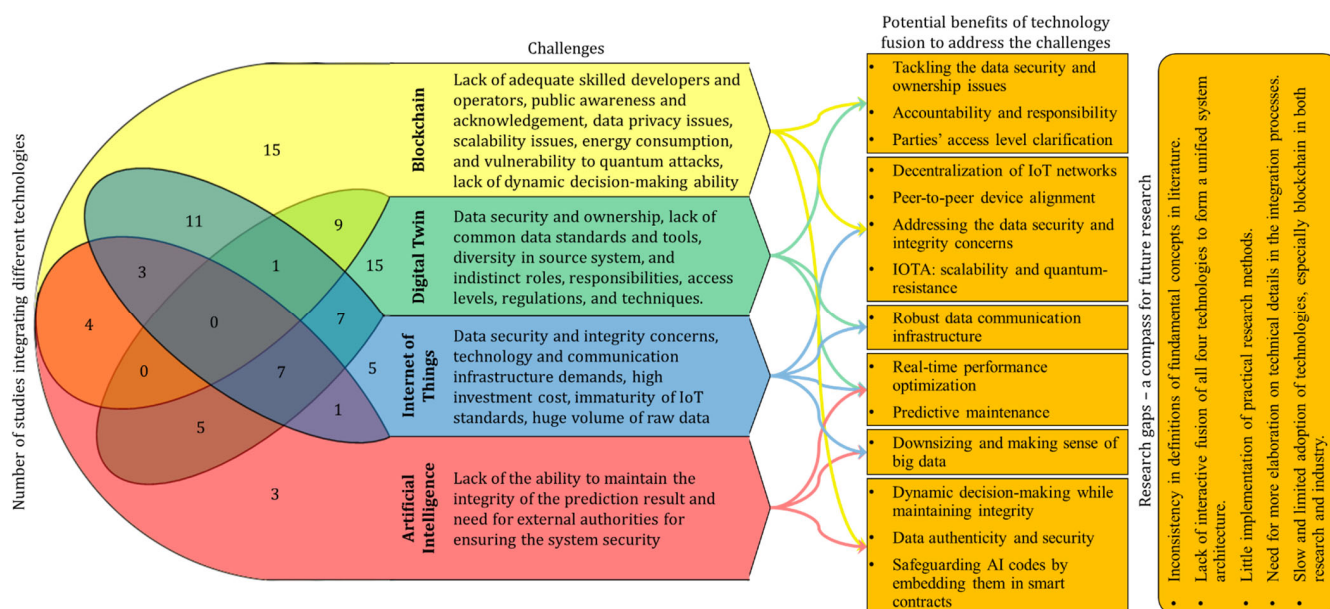 Number of studies integrating different technologies
15
11
9
3
1
15
4
0
7
0
7
5
5
1
3
Challenges
Blockchain
Lack of adequate skilled developers and
operators, public awareness and
acknowledgement, data privacy issues,
scalability issues, energy consumption,
and vulnerability to quantum attacks,
lack of dynamic decision-making ability
Digital Twin
Data security and ownership, lack of
common data standards and tools,
diversity in source system, and
indistinct roles, responsibilities, access
levels, regulations, and techniques.
Internet of
Things
Data security and integrity concerns,
technology and communication
infrastructure demands, high
investment cost, immaturity of IoT
standards, huge volume of raw data
Artificial
Intelligence
Lack of the ability to maintain the
integrity of the prediction result and
need for external authorities for
ensuring the system security
Potential benefits of technology
fusion to address the challenges
• Tackling the data security and
ownership issues
• Accountability and responsibility
• Parties' access level clarification
• Decentralization of IoT networks
• Peer-to-peer device alignment
• Addressing the data security and
integrity concerns
• IOTA: scalability and quantum-
resistance
• Robust data communication
infrastructure
• Real-time performance
optimization
• Predictive maintenance
• Downsizing and making sense of
big data
• Dynamic decision-making while
maintaining integrity
• Data authenticity and security
• Safeguarding AI codes by
embedding them in smart
contracts
Research gaps – a compass for future research
• Inconsistency in definitions of fundamental concepts in literature.
• Lack of interactive fusion of all four technologies to form a unified system
architecture.
• Little implementation of practical research methods.
• Need for more elaboration on technical details in the integration processes.
• Slow and limited adoption of technologies, especially blockchain in both
research and industry.